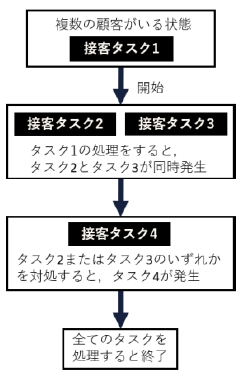 複数の顧客がいる状態
接客タスク1
開始
接客タスク2 接客タスク3
タスク1の処理をすると，
タスク2とタスク3が同時発生
接客タスク4
タスク2またはタスク3のいずれか
を対処すると，タスク4が発生
全てのタスクを
処理すると終了